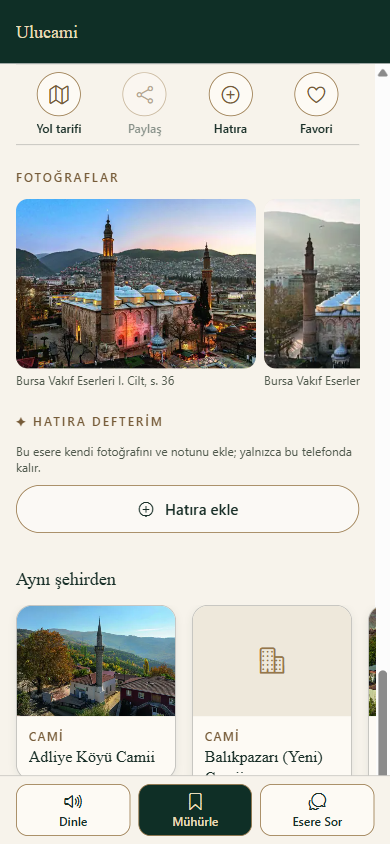 Ulucami
Yol tarifi
Paylaş
Hatıra
Favori
FOTOĞRAFLAR
Bursa Vakıf Eserleri I. Cilt, s. 36
Bursa Vakıf Eserler
✦ HATIRA DEFTERİM
Bu esere kendi fotoğrafını ve notunu ekle; yalnızca bu telefonda
kalır.
Hatıra ekle
Aynı şehirden
CAMİ
Adliye Köyü Camii
CAMİ
Balıkpazarı (Yeni)
Dinle
Mühürle
Esere Sor